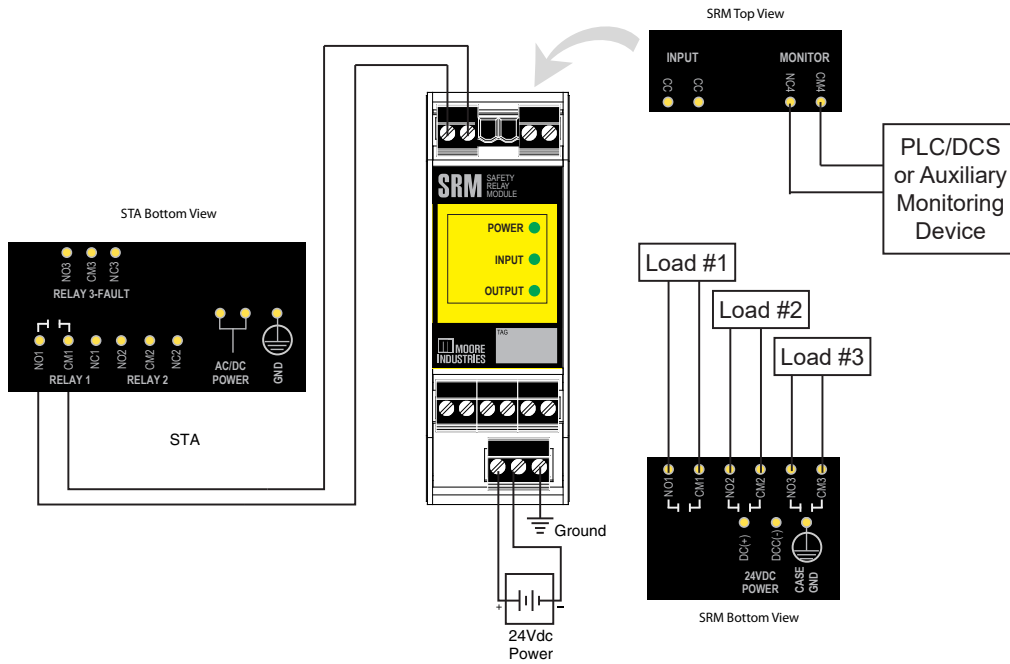 SRM Top View
INPUT
MONITOR
CC
CC
NC4
CM4
PLC/DCS
or Auxiliary
Monitoring
Device
SRM
SAFETY
RELAY
MODULE
POWER
INPUT
OUTPUT
TAG
MOORE
INDUSTRIES
STA Bottom View
NO3
CM3
NC3
RELAY 3-FAULT
NO1
CM1
NC1
NO2
CM2
NC2
RELAY 1
RELAY 2
AC/DC
POWER
GND
STA
Ground
+
–
24Vdc
Power
Load #1
Load #2
Load #3
NO1
CM1
NO2
CM2
NO3
CM3
DC(+)
DCC(-)
24VDC
POWER
CASE
GND
SRM Bottom View